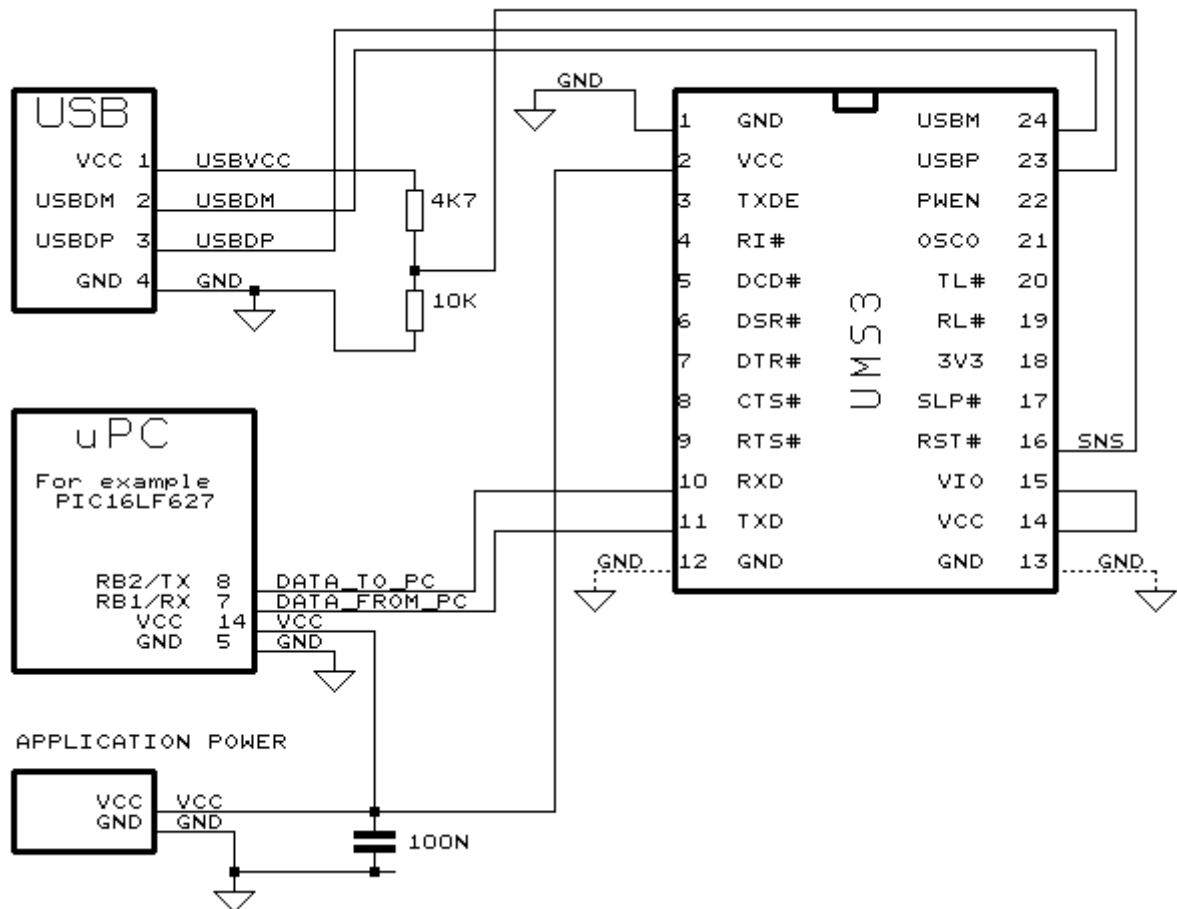 GND
USB
VCC 1 USBVCC
USBDM 2 USBDM
USBDP 3 USBDP
GND 4 GND
4K7
10K
1 GND USBM 24
2 VCC USBP 23
3 TXDE PWEN 22
4 RI# OSCO 21
5 DCD# TL# 20
6 DSR# RL# 19
7 DTR# 3V3 18
8 CTS# SLP# 17
9 RTS# RST# 16 SNS
10 RXD VIO 15
11 TXD VCC 14
GND 12 GND GND 13 GND
UMS3
uPC
For example
PIC16LF627
RB2/TX 8 DATA_TO_PC
RB1/RX 7 DATA_FROM_PC
VCC 14 VCC
GND 5 GND
APPLICATION POWER
VCC VCC
GND GND
100N